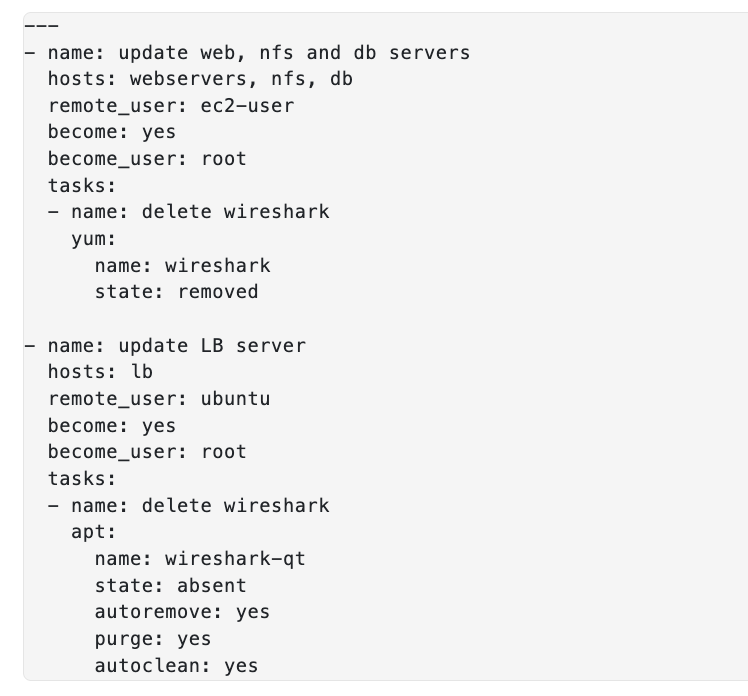 ---
- name: update web, nfs and db servers
  hosts: webservers, nfs, db
  remote_user: ec2-user
  become: yes
  become_user: root
  tasks:
  - name: delete wireshark
    yum:
      name: wireshark
      state: removed

- name: update LB server
  hosts: lb
  remote_user: ubuntu
  become: yes
  become_user: root
  tasks:
  - name: delete wireshark
    apt:
      name: wireshark-qt
      state: absent
      autoremove: yes
      purge: yes
      autoclean: yes